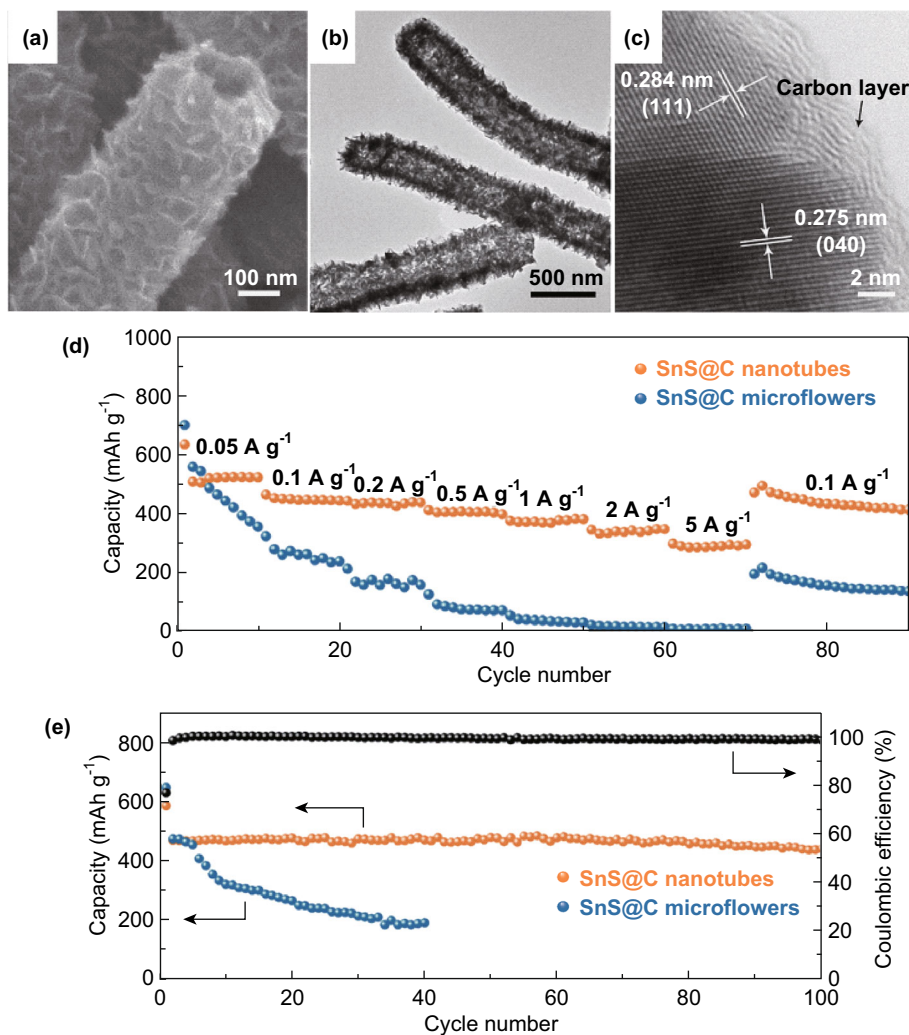 (a)
100 nm
(b)
500 nm
(c)
0.284 nm
(111)
Carbon layer
0.275 nm
(040)
2 nm
(d)
1000
800
600
400
200
0
Capacity (mAh g⁻¹)
SnS@C nanotubes
SnS@C microflowers
0.05 A g⁻¹
0.1 A g⁻¹
0.2 A g⁻¹
0.5 A g⁻¹
1 A g⁻¹
2 A g⁻¹
5 A g⁻¹
0.1 A g⁻¹
0 20 40 60 80
Cycle number
(e)
800
600
400
200
0
Capacity (mAh g⁻¹)
SnS@C nanotubes
SnS@C microflowers
100
80
60
40
20
0
Coulombic efficiency (%)
0 20 40 60 80 100
Cycle number